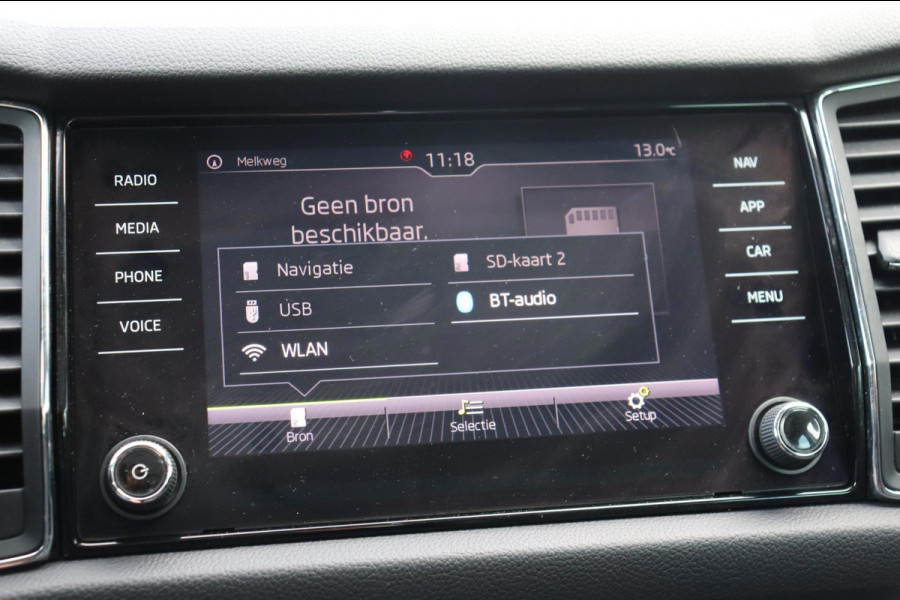 Melkweg
11:18
13.0°C
RADIO
MEDIA
PHONE
VOICE
NAV
APP
CAR
MENU
Geen bron
beschikbaar.
Navigatie
SD-kaart 2
USB
BT-audio
WLAN
Bron
Selectie
Setup